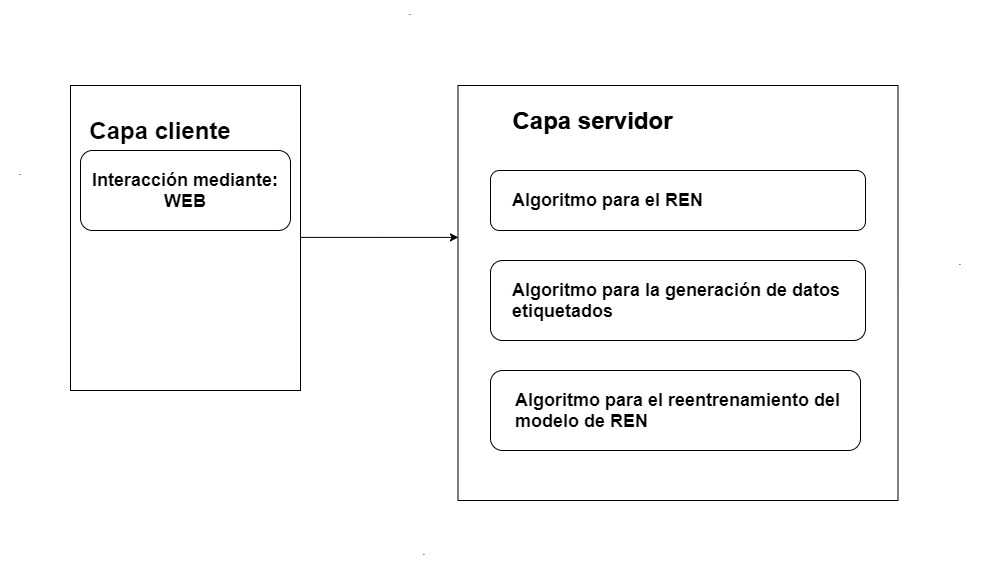 Capa cliente
Interacción mediante:
WEB
Capa servidor
Algoritmo para el REN
Algoritmo para la generación de datos
etiquetados
Algoritmo para el reentrenamiento del
modelo de REN